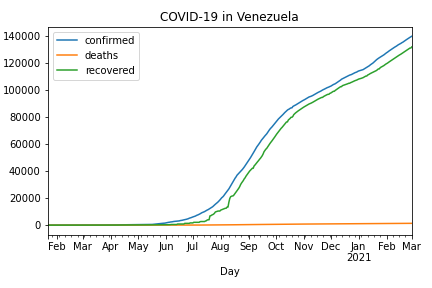 COVID-19 in Venezuela
140000
120000
100000
80000
60000
40000
20000
0
confirmed
deaths
recovered
Feb Mar Apr May Jun Jul Aug Sep Oct Nov Dec Jan Feb Mar
2021
Day